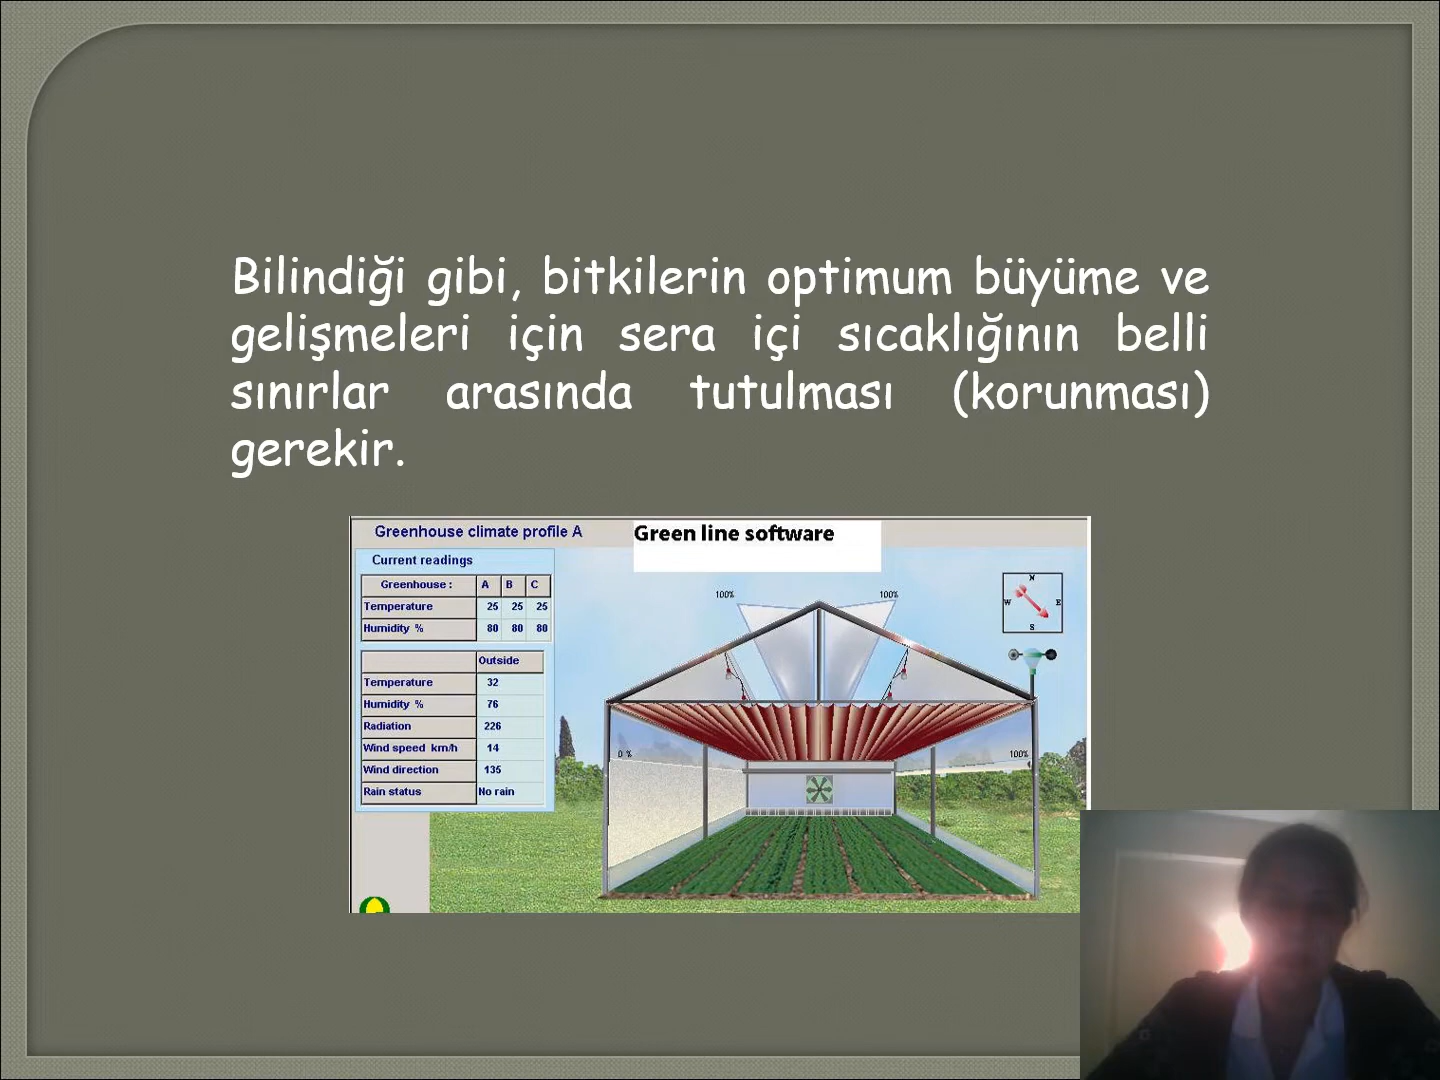 Bilindiği gibi, bitkilerin optimum büyüme ve
gelişmeleri için sera içi sıcaklığının belli
sınırlar arasında tutulması (korunması)
gerekir.
Greenhouse climate profile A
Green line software
Current readings
Greenhouse : A B C
Temperature 25 25 25
Humidity % 80 80 80
Outside
Temperature 32
Humidity % 76
Radiation 226
Wind speed km/h 14
Wind direction 135
Rain status No rain
100% 100%
N
W E
S
0 % 100%